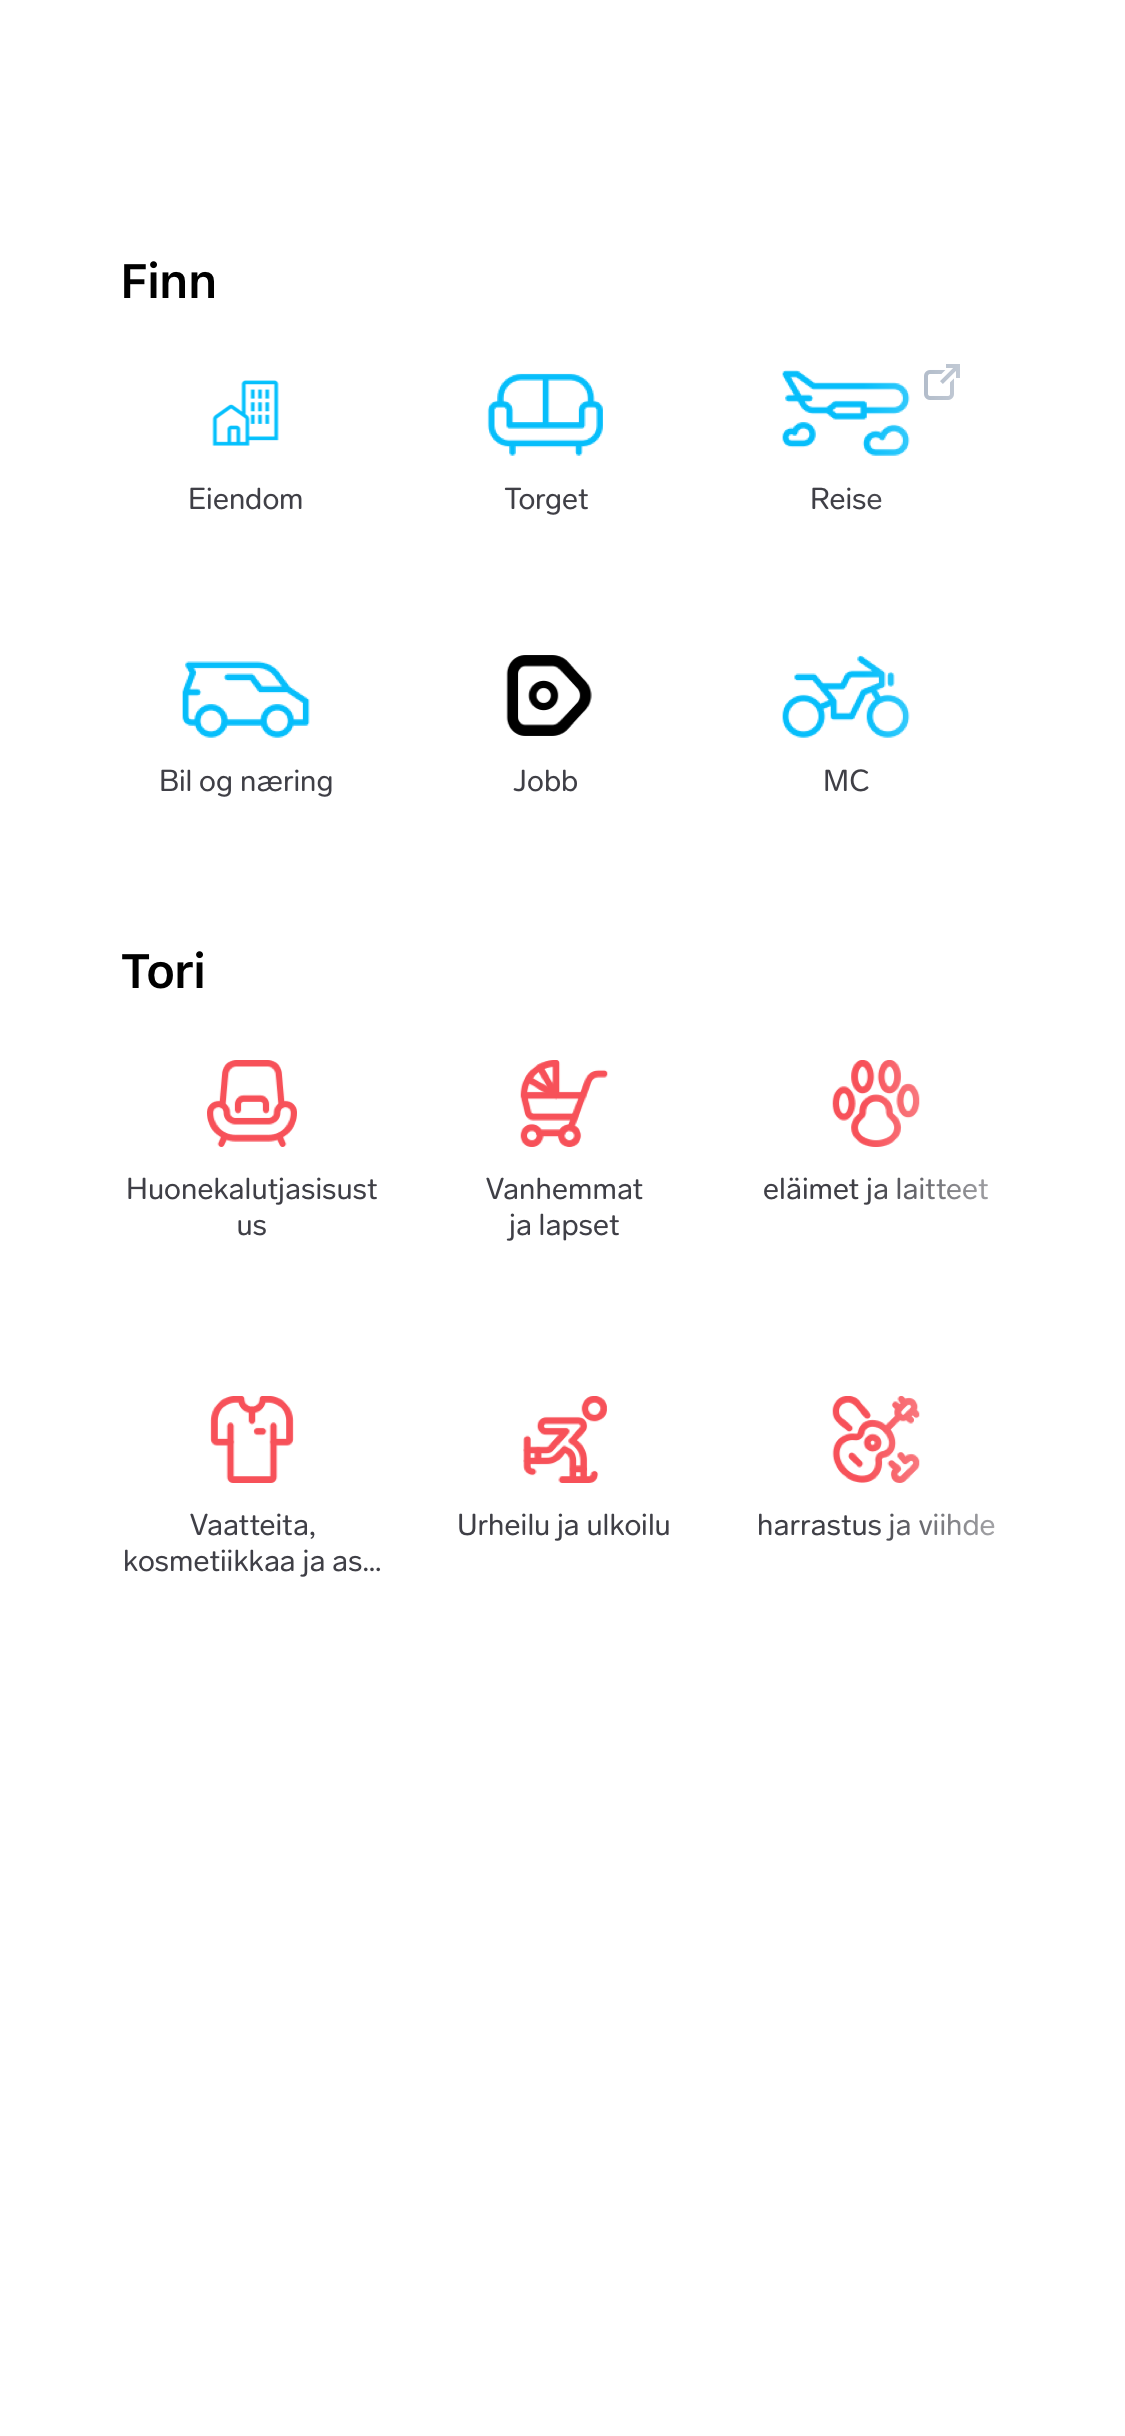 Finn
Eiendom
Torget
Reise
Bil og næring
Jobb
MC
Tori
Huonekalutjasisust
us
Vanhemmat
ja lapset
eläimet ja laitteet
Vaatteita,
kosmetiikkaa ja as...
Urheilu ja ulkoilu
harrastus ja viihde